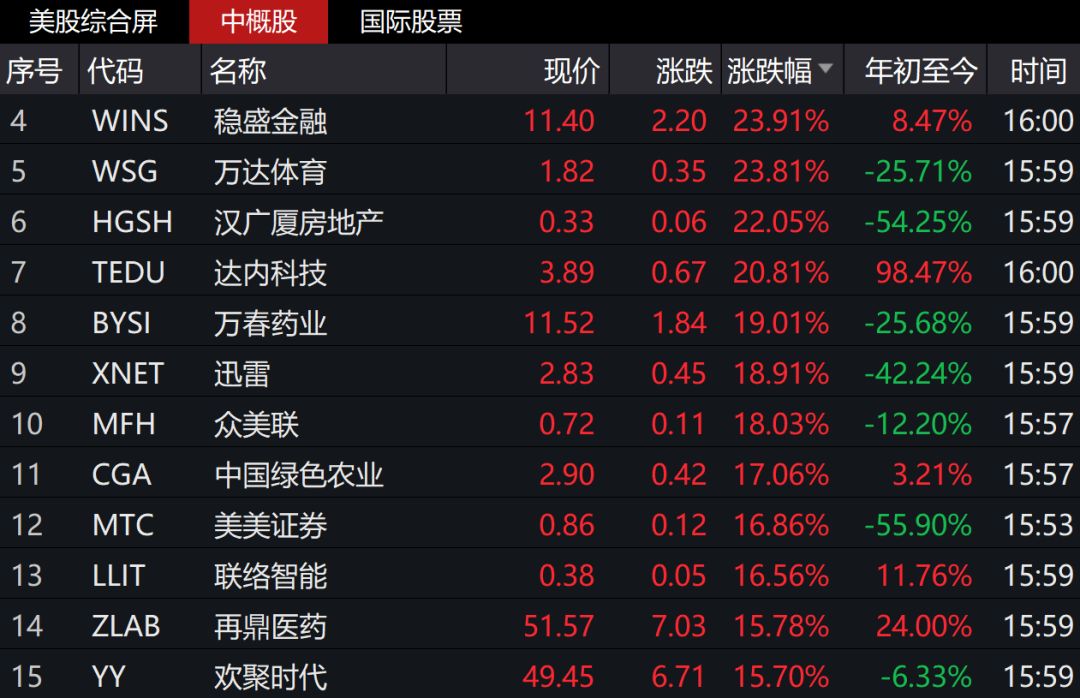 美股综合屏 中概股 国际股票
序号 代码 名称 现价 涨跌 涨跌幅 年初至今 时间
4 WINS 稳盛金融 11.40 2.20 23.91% 8.47% 16:00
5 WSG 万达体育 1.82 0.35 23.81% -25.71% 15:59
6 HGSH 汉广厦房地产 0.33 0.06 22.05% -54.25% 15:59
7 TEDU 达内科技 3.89 0.67 20.81% 98.47% 16:00
8 BYSI 万春药业 11.52 1.84 19.01% -25.68% 15:59
9 XNET 迅雷 2.83 0.45 18.91% -42.24% 15:59
10 MFH 众美联 0.72 0.11 18.03% -12.20% 15:57
11 CGA 中国绿色农业 2.90 0.42 17.06% 3.21% 15:57
12 MTC 美美证券 0.86 0.12 16.86% -55.90% 15:53
13 LLIT 联络智能 0.38 0.05 16.56% 11.76% 15:59
14 ZLAB 再鼎医药 51.57 7.03 15.78% 24.00% 15:59
15 YY 欢聚时代 49.45 6.71 15.70% -6.33% 15:59